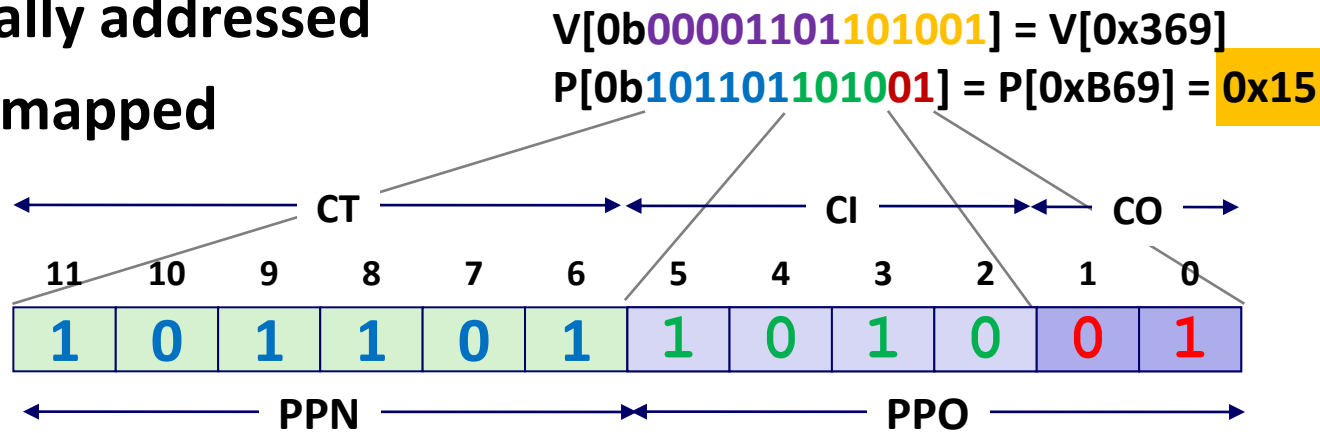 ally addressed
mapped
V[0b00001101101001] = V[0x369]
P[0b101101101001] = P[0xB69] = 0x15
CT CI CO
11 10 9 8 7 6 5 4 3 2 1 0
1 0 1 1 0 1 1 0 1 0 0 1
PPN PPO